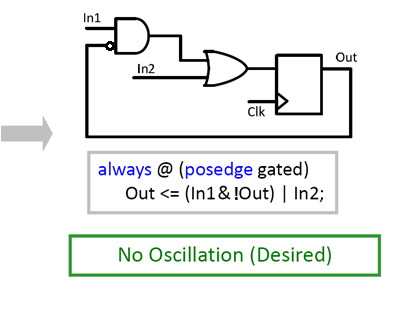 In1
Out
In2
Clk
always @ (posedge gated)
Out <= (In1&!Out) | In2;
No Oscillation (Desired)